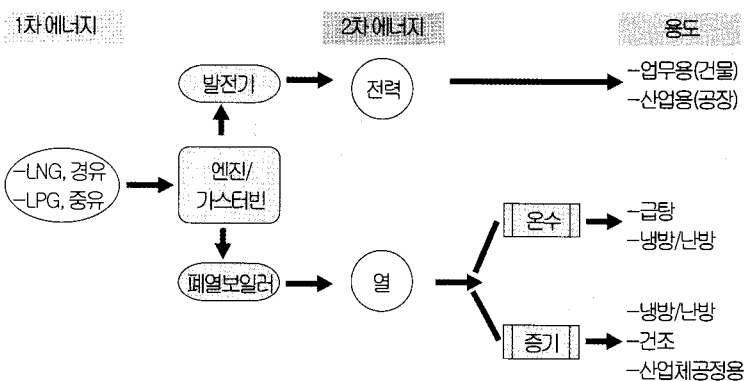 1차 에너지
2차 에너지
용도
발전기
전력
-업무용(건물)
-산업용(공장)
-LNG, 경유
-LPG, 중유
엔진/
가스터빈
온수
-급탕
-냉방/난방
폐열보일러
열
증기
-냉방/난방
-건조
-산업체공정용